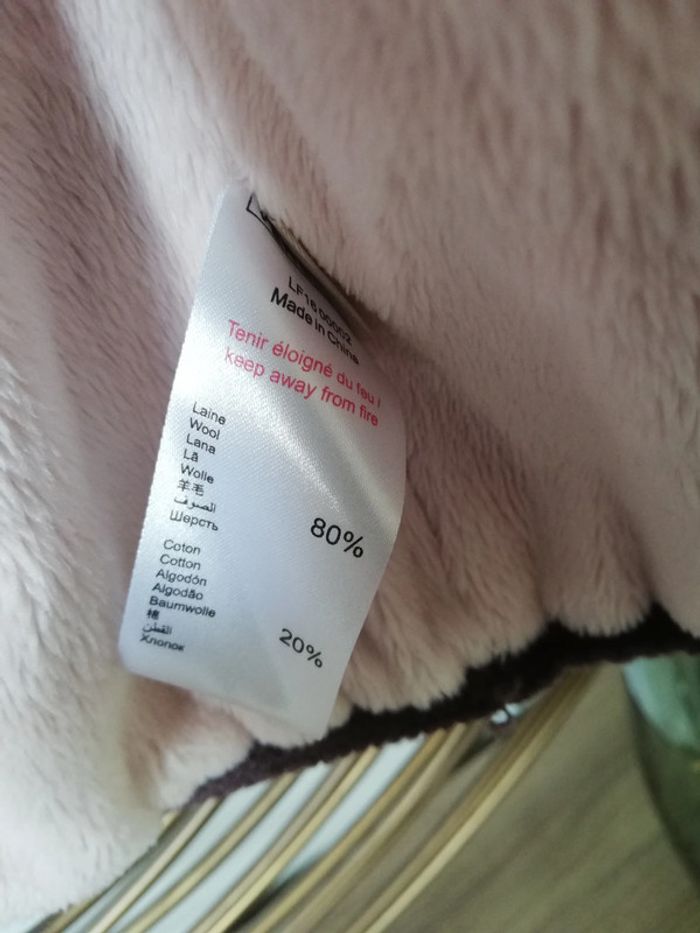 LF16 00002
Made in China
Tenir éloigné du feu !
keep away from fire
Laine
Wool
Lana
Lã
Wolle
羊毛
الصوف
Шерсть
80%
Coton
Cotton
Algodón
Algodão
Baumwolle
棉
القطن
Хлопок
20%